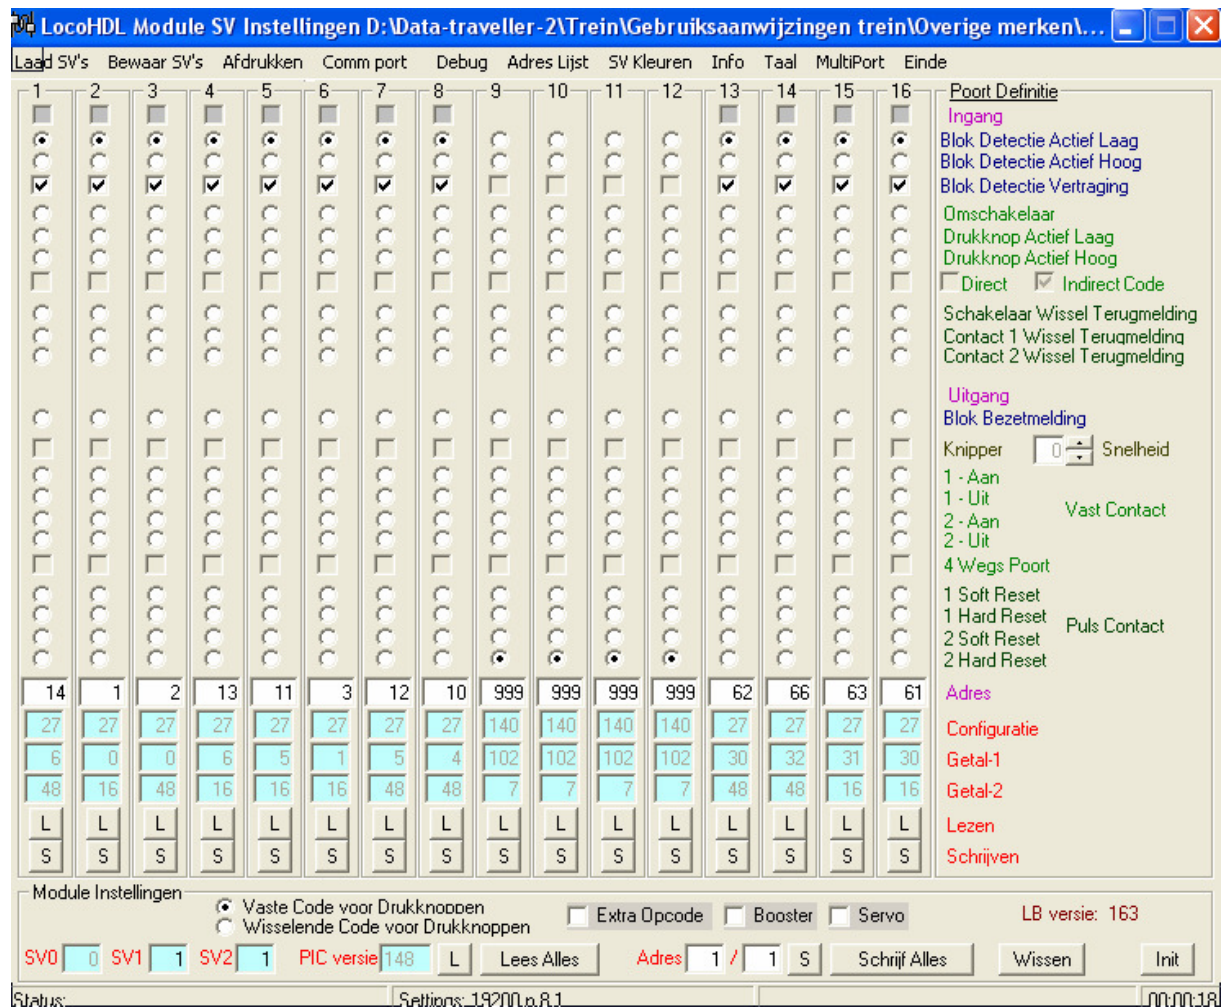 LocoHDL Module SV Instellingen D:\Data-traveller-2\Trein\Gebruiksaanwijzingen trein\Overige merken\...
Laad SV's Bewaar SV's Afdrukken Comm port Debug Adres Lijst SV Kleuren Info Taal MultiPort Einde
1 2 3 4 5 6 7 8 9 10 11 12 13 14 15 16 Poort Definitie
Ingang
Blok Detectie Actief Laag
Blok Detectie Actief Hoog
Blok Detectie Vertraging
Omschakelaar
Drukknop Actief Laag
Drukknop Actief Hoog
Direct Indirect Code
Schakelaar Wissel Terugmelding
Contact 1 Wissel Terugmelding
Contact 2 Wissel Terugmelding
Uitgang
Blok Bezetmelding
Knipper 0 Snelheid
1 - Aan
1 - Uit
Vast Contact
2 - Aan
2 - Uit
4 Wegs Poort
1 Soft Reset
1 Hard Reset
Puls Contact
2 Soft Reset
2 Hard Reset
14 1 2 13 11 3 12 10 999 999 999 999 62 66 63 61 Adres
27 27 27 27 27 27 27 27 140 140 140 140 27 27 27 27 Configuratie
6 0 0 6 5 1 5 4 102 102 102 102 30 32 31 30 Getal-1
48 16 48 16 16 16 48 48 7 7 7 7 48 48 16 16 Getal-2
L L L L L L L L L L L L L L L L Lezen
S S S S S S S S S S S S S S S S Schrijven
Module Instellingen
Vaste Code voor Drukknoppen
Wisselende Code voor Drukknoppen
Extra Opcode Booster Servo LB versie: 163
SV0 0 SV1 1 SV2 1 PIC versie 148 L Lees Alles Adres 1 / 1 S Schrijf Alles Wissen Init
Status: Settings: 19200,n,8,1 00:00:18